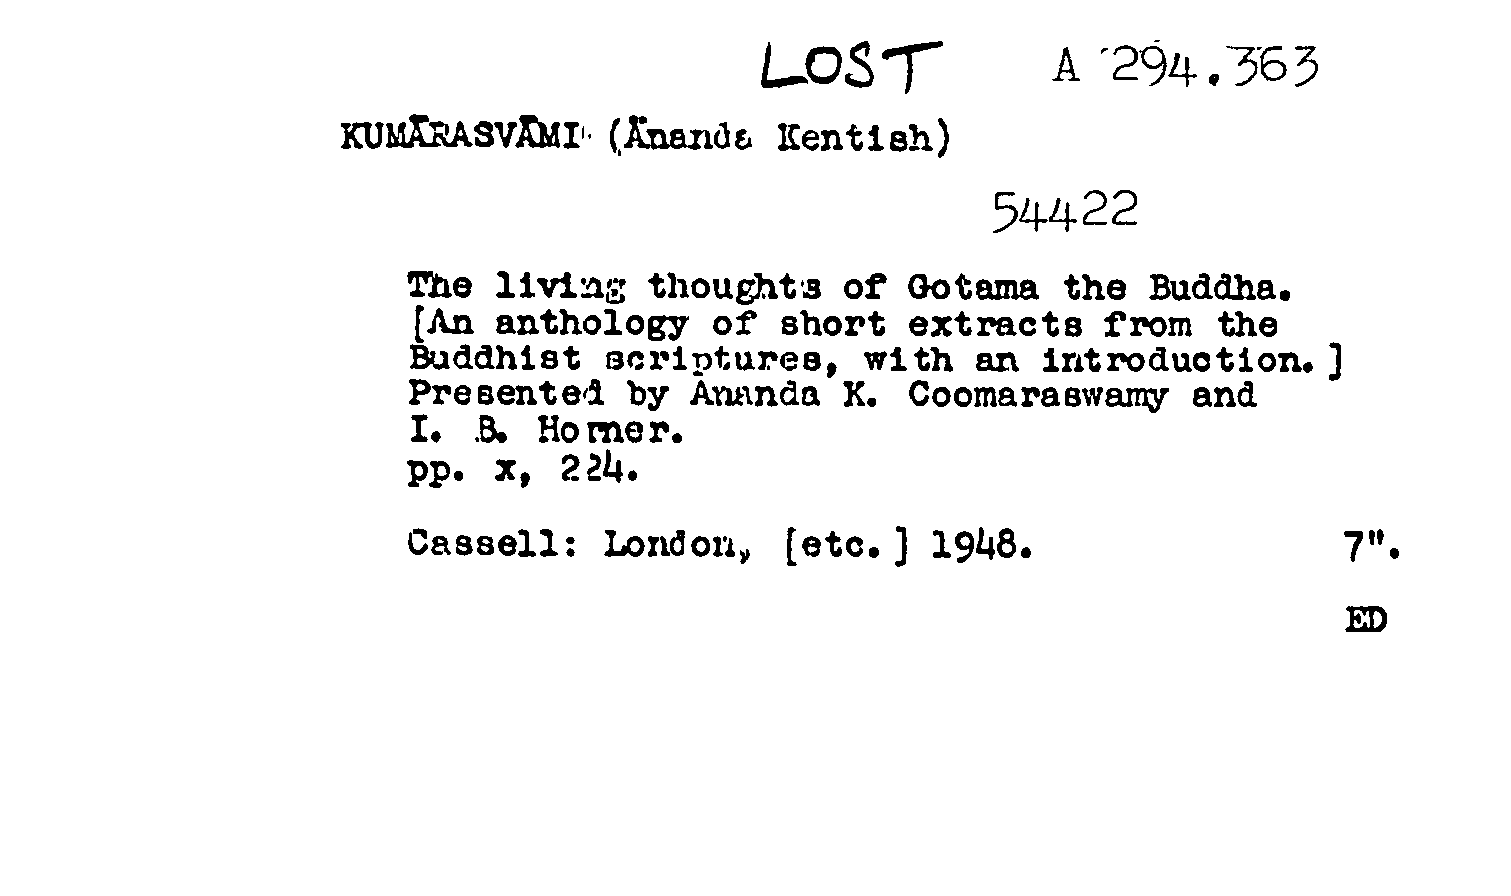 LOST A 294.363
KUMĀRASVĀMI (Ānanda Kentish)
54422
The living thoughts of Gotama the Buddha.
[An anthology of short extracts from the
Buddhist scriptures, with an introduction.]
Presented by Ananda K. Coomaraswamy and
I. B. Horner.
pp. x, 224.
Cassell: London, [etc.] 1948. 7".
ED